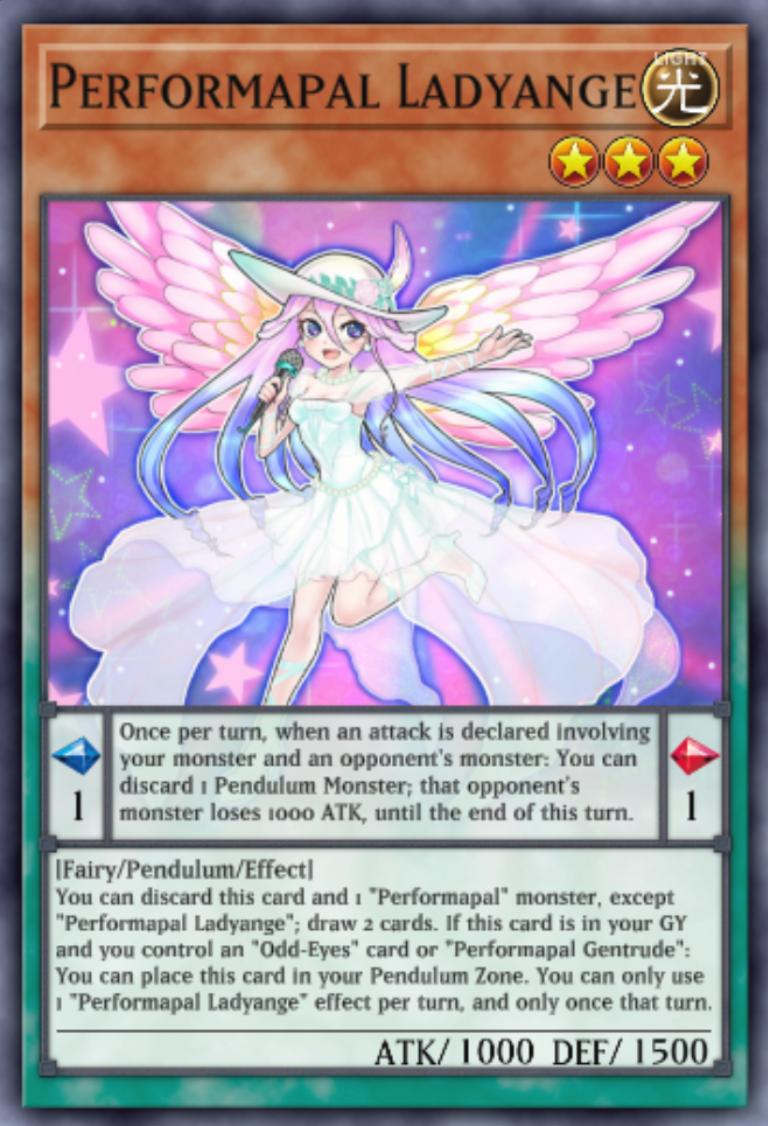 PERFORMAPAL LADYANGE
LIGHT
光
Once per turn, when an attack is declared involving
your monster and an opponent's monster: You can
discard 1 Pendulum Monster; that opponent's
monster loses 1000 ATK, until the end of this turn.
1
1
[Fairy/Pendulum/Effect]
You can discard this card and 1 "Performapal" monster, except
"Performapal Ladyange"; draw 2 cards. If this card is in your GY
and you control an "Odd-Eyes" card or "Performapal Gentrude":
You can place this card in your Pendulum Zone. You can only use
1 "Performapal Ladyange" effect per turn, and only once that turn.
ATK/ 1000 DEF/ 1500